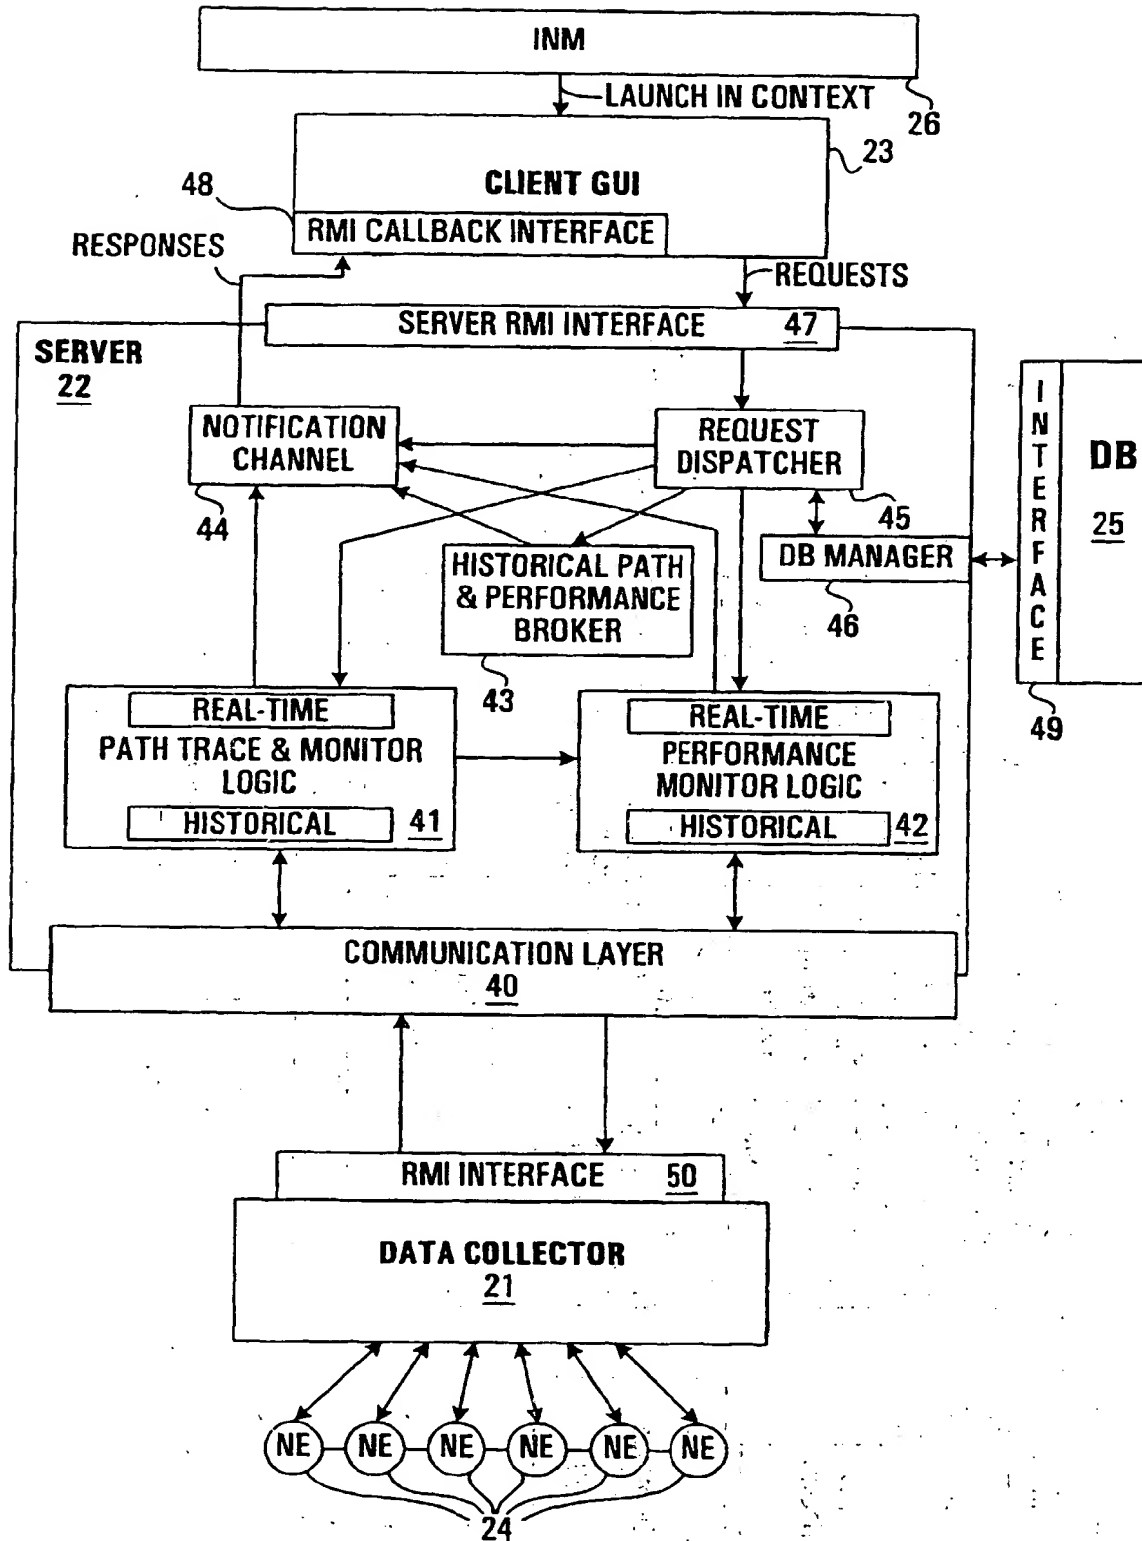 INM
LAUNCH IN CONTEXT
26
23
CLIENT GUI
48
RMI CALLBACK INTERFACE
RESPONSES
REQUESTS
SERVER RMI INTERFACE 47
SERVER
22
NOTIFICATION
CHANNEL
44
REQUEST
DISPATCHER
45
INTERFACE
DB
25
DB MANAGER
46
HISTORICAL PATH
& PERFORMANCE
BROKER
43
49
REAL-TIME
PATH TRACE & MONITOR
LOGIC
HISTORICAL 41
REAL-TIME
PERFORMANCE
MONITOR LOGIC
HISTORICAL 42
COMMUNICATION LAYER
40
RMI INTERFACE 50
DATA COLLECTOR
21
NE NE NE NE NE NE
24